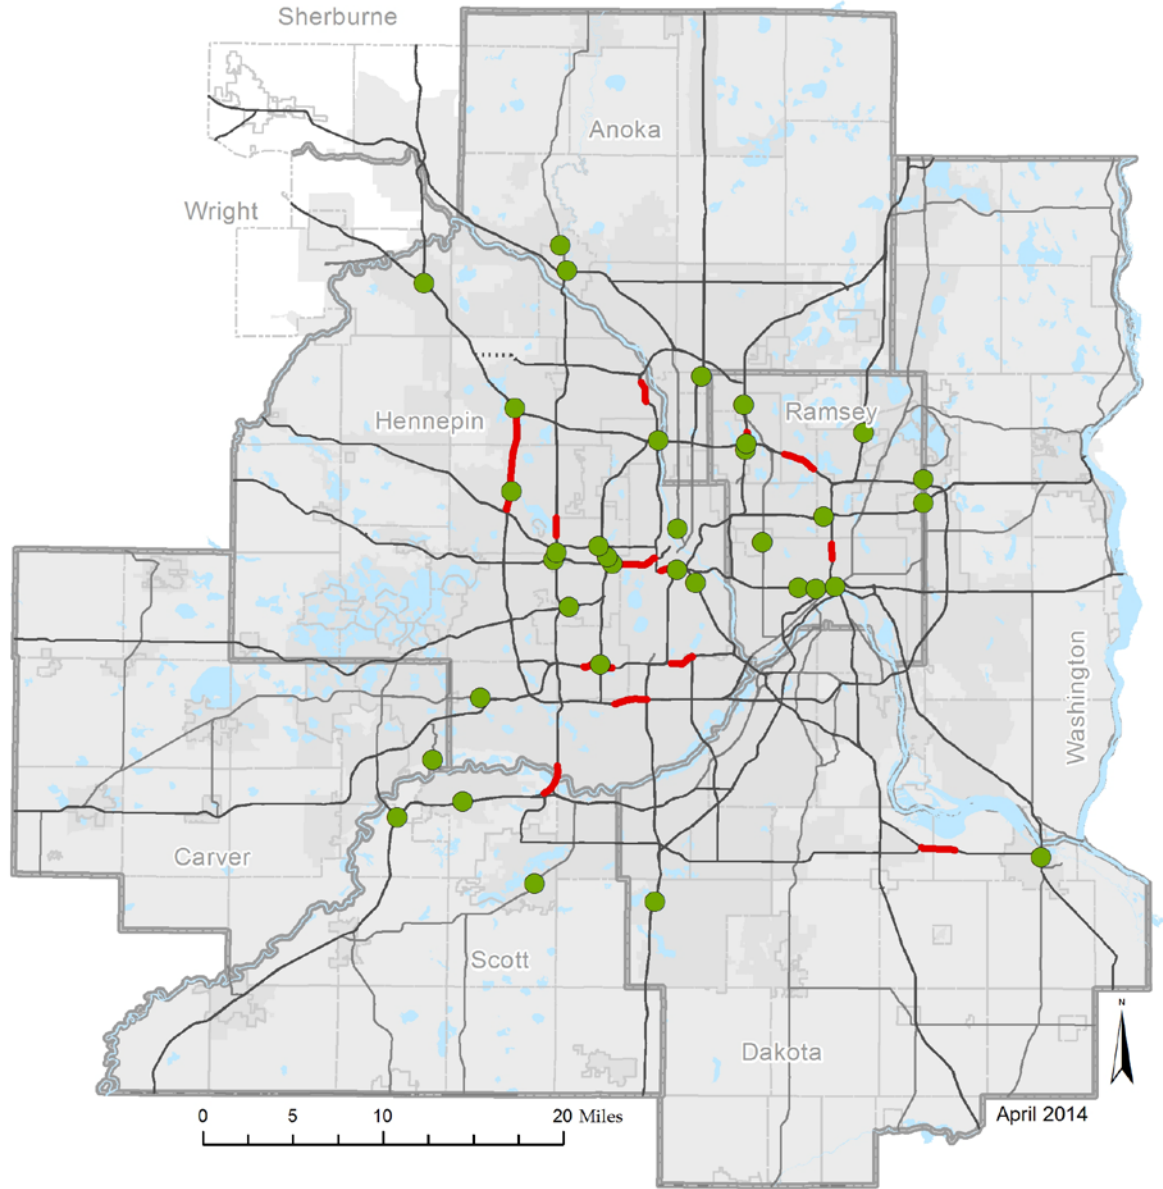 Sherburne
Anoka
Wright
Hennepin
Ramsey
Washington
Carver
Scott
N
Dakota
0 5 10 20 Miles
April 2014